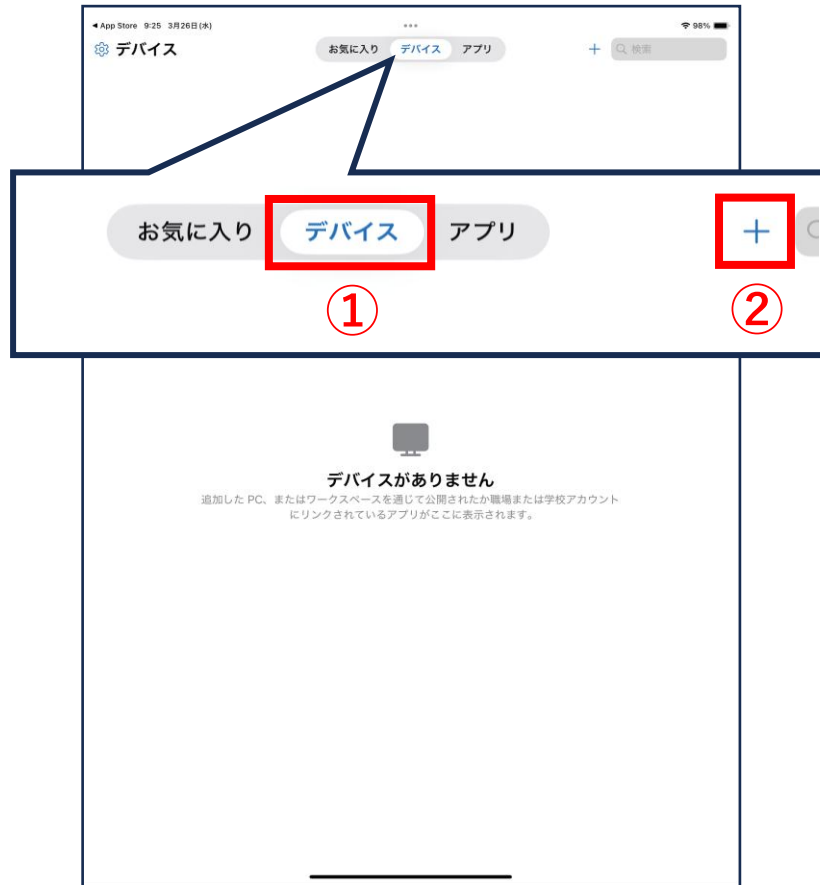 ◀ App Store 9:25 3月26日(水)
98%
デバイス
お気に入り デバイス アプリ
+ 検索
お気に入り デバイス アプリ +
① ②
デバイスがありません
追加した PC、またはワークスペースを通じて公開されたか職場または学校アカウント
にリンクされているアプリがここに表示されます。